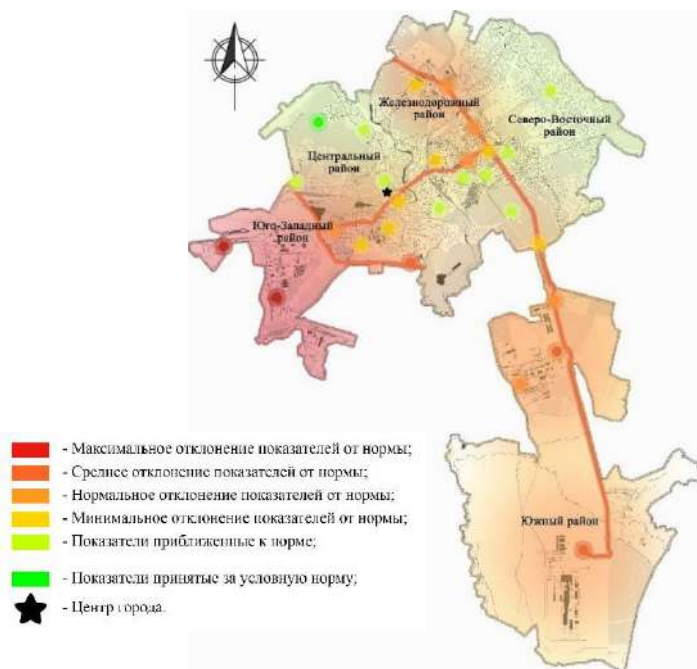 Железнодорожный
район
Северо-Восточный
район
Центральный
район
Юго-Западный
район
- Максимальное отклонение показателей от нормы;
- Среднее отклонение показателей от нормы;
- Нормальное отклонение показателей от нормы;
- Минимальное отклонение показателей от нормы;
Южный район
- Показатели приближенные к норме;
- Показатели принятые за условную норму;
- Центр города.